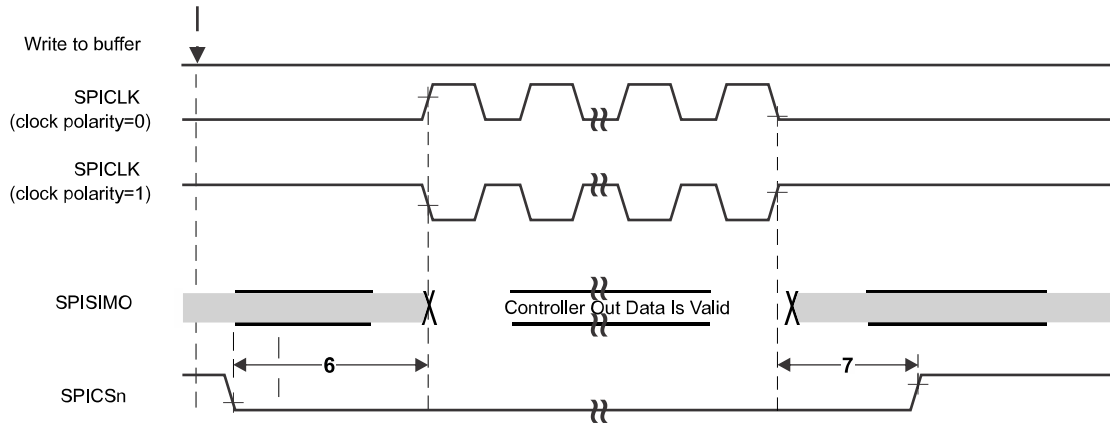 Write to buffer
SPICLK
(clock polarity=0)
SPICLK
(clock polarity=1)
SPISIMO
Controller Out Data Is Valid
6
7
SPICSn